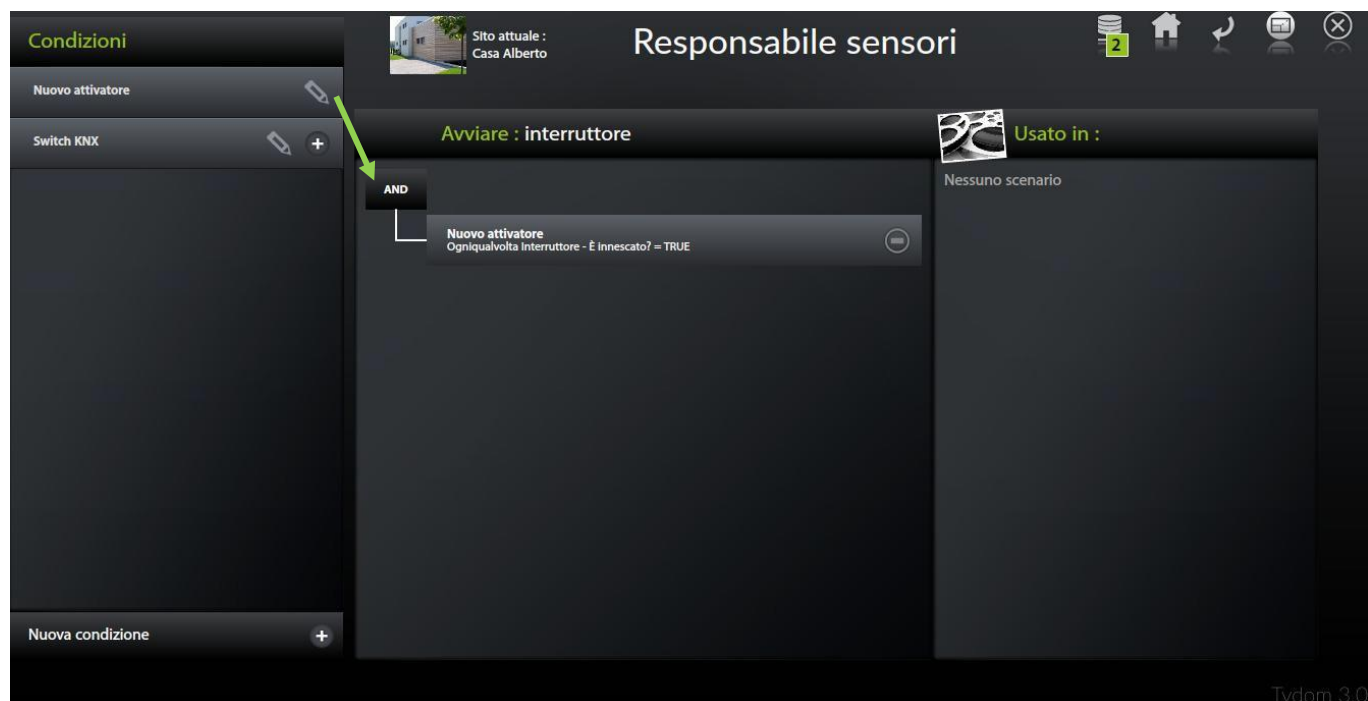 Condizioni
Sito attuale :
Casa Alberto
Responsabile sensori
2
Nuovo attivatore
Switch KNX
Avviare : interruttore
Usato in :
AND
Nessuno scenario
Nuovo attivatore
Ogniqualvolta Interruttore - È innescato? = TRUE
Nuova condizione
Tydom 3.0